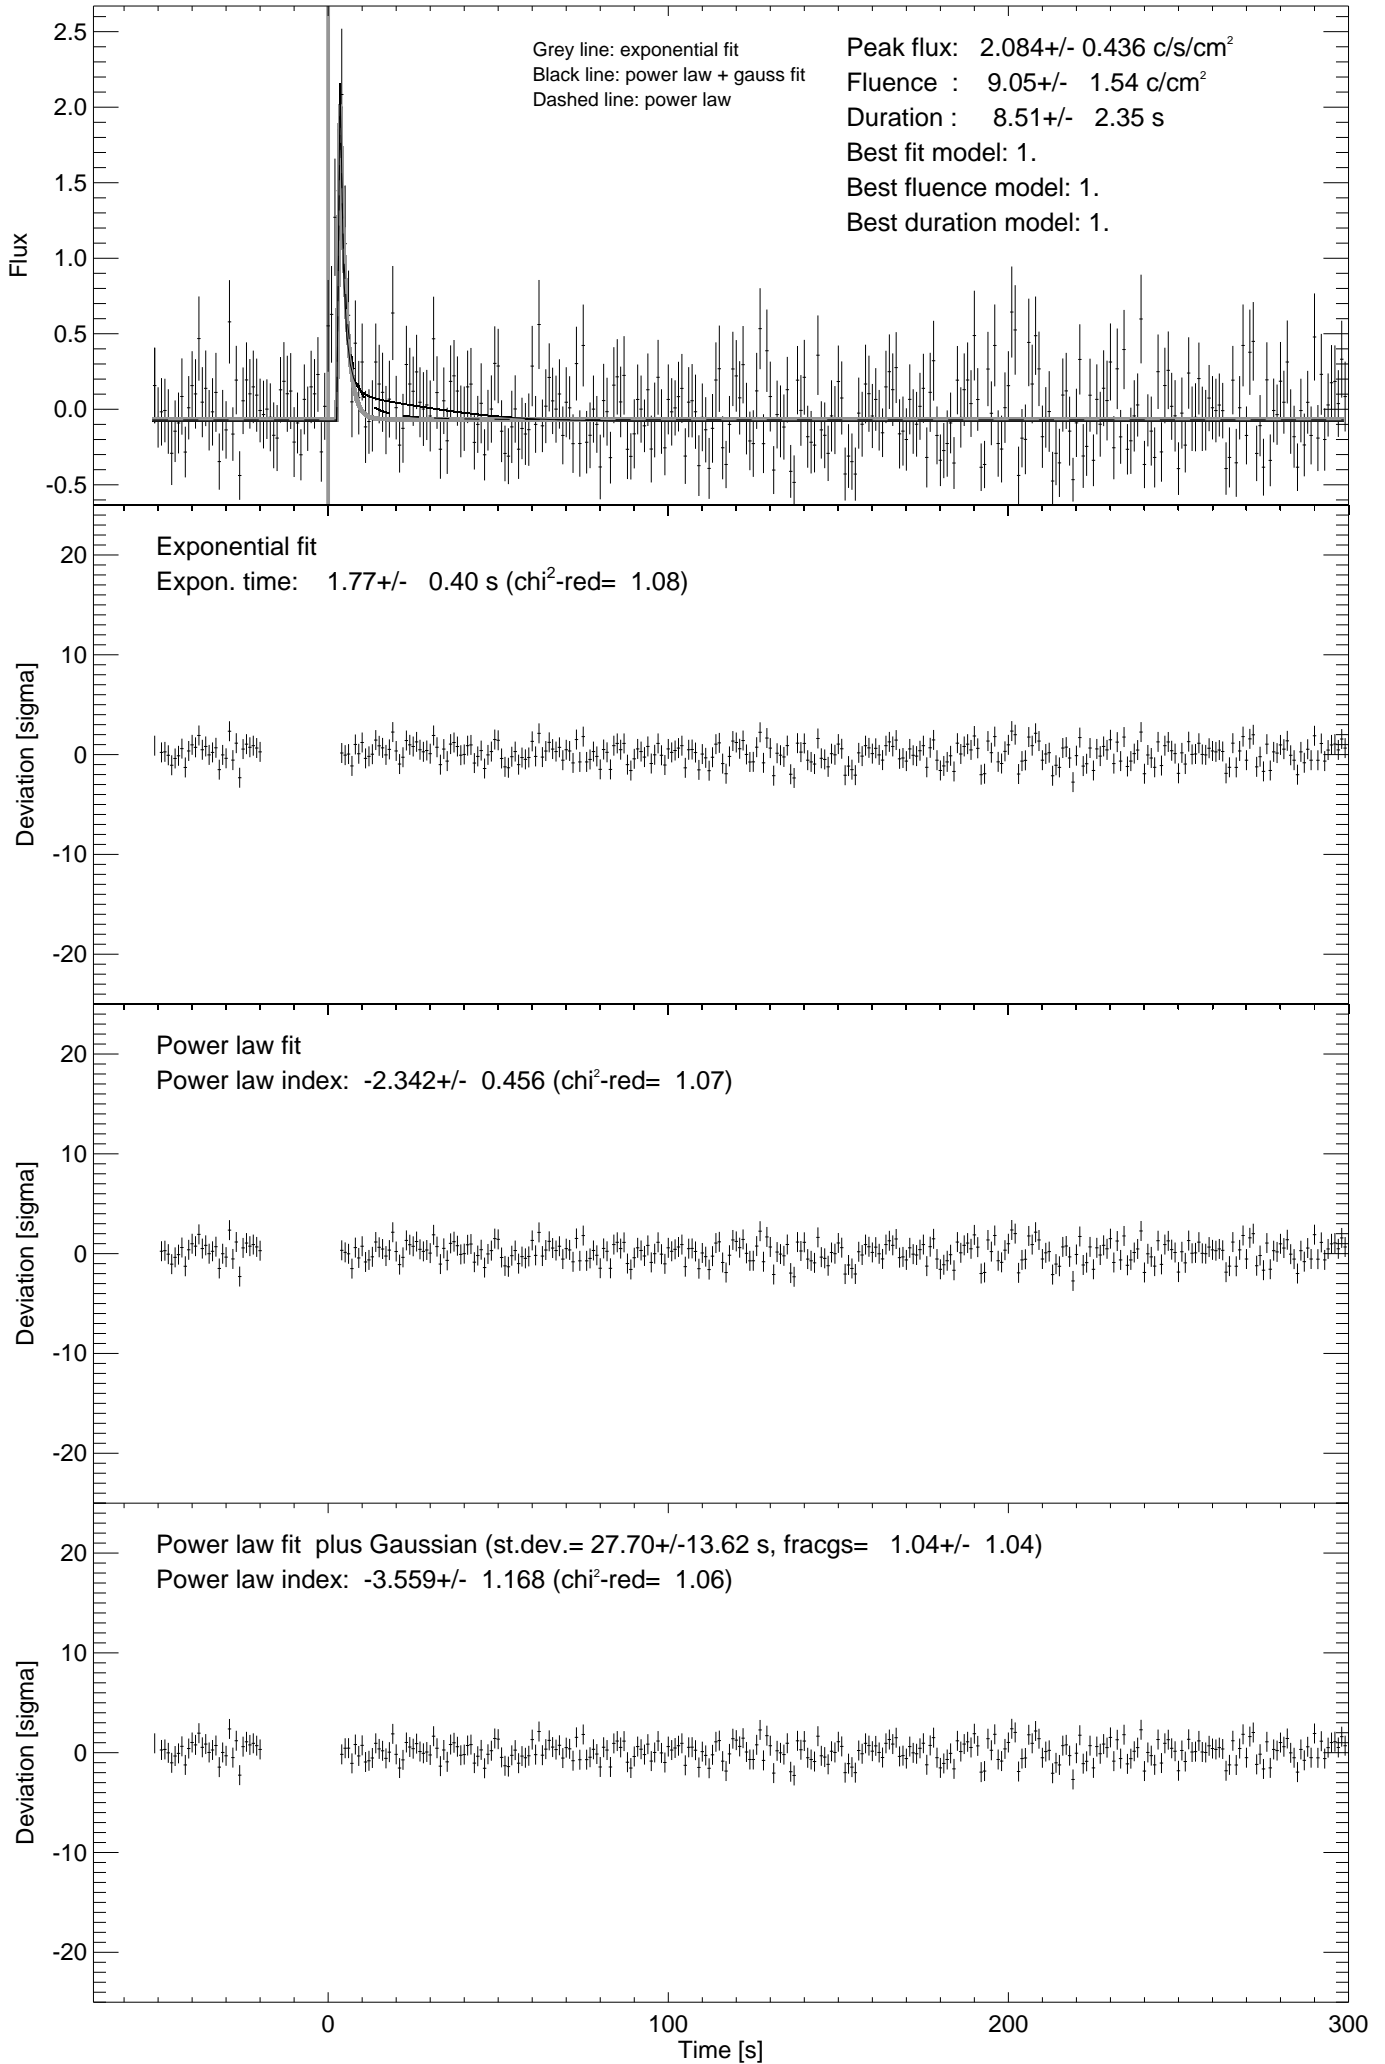 Grey line: exponential fit
Black line: power law + gauss fit
Dashed line: power law
Peak flux: 2.084+/- 0.436 c/s/cm²
Fluence : 9.05+/- 1.54 c/cm²
Duration : 8.51+/- 2.35 s
Best fit model: 1.
Best fluence model: 1.
Best duration model: 1.
Flux
2.5
2.0
1.5
1.0
0.5
0.0
-0.5
Exponential fit
Expon. time: 1.77+/- 0.40 s (chi²-red= 1.08)
Deviation [sigma]
20
10
0
-10
-20
Power law fit
Power law index: -2.342+/- 0.456 (chi²-red= 1.07)
Deviation [sigma]
20
10
0
-10
-20
Power law fit plus Gaussian (st.dev.= 27.70+/-13.62 s, fracgs= 1.04+/- 1.04)
Power law index: -3.559+/- 1.168 (chi²-red= 1.06)
Deviation [sigma]
20
10
0
-10
-20
0 100 200 300
Time [s]